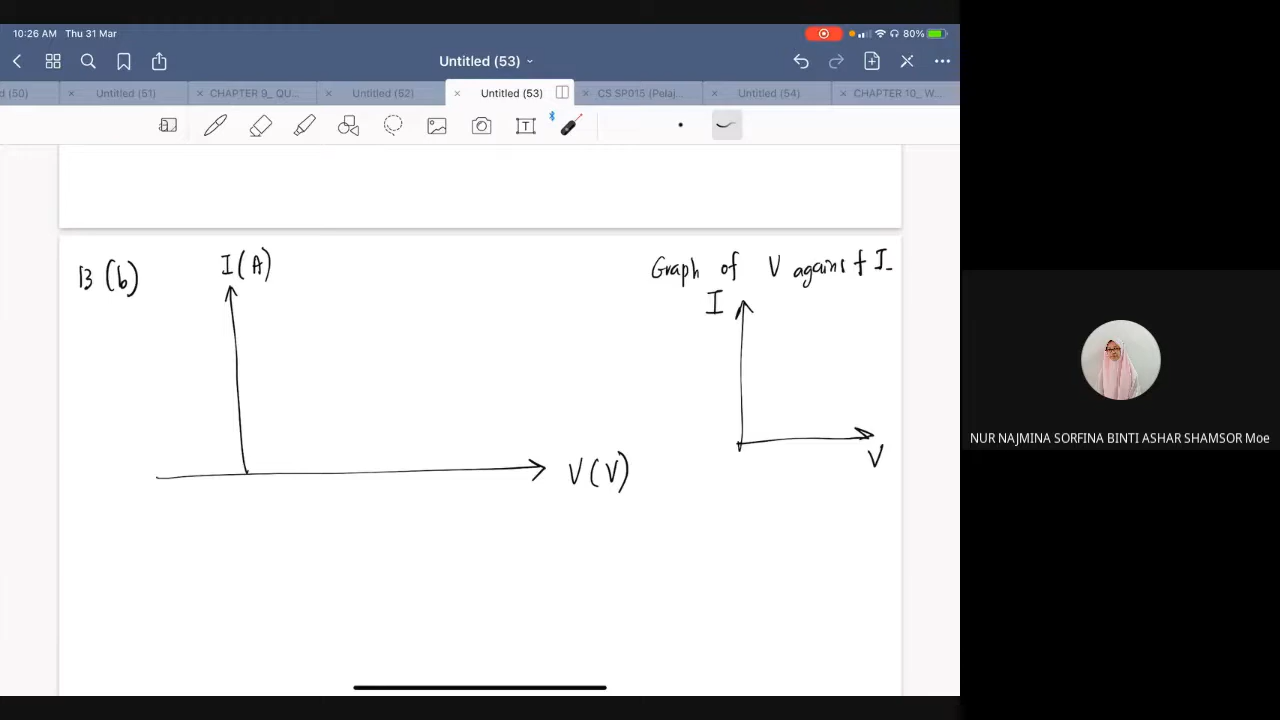 10:26 AM Thu 31 Mar
80%
Untitled (53)
d (50)
× Untitled (51)
× CHAPTER 9_ QU...
× Untitled (52)
× Untitled (53)
× CS SP015 (Pelaj...
× Untitled (54)
× CHAPTER 10_ W...
T
B (b)
I (A)
V (V)
Graph of V against I
I
V
NUR NAJMINA SORFINA BINTI ASHAR SHAMSOR Moe